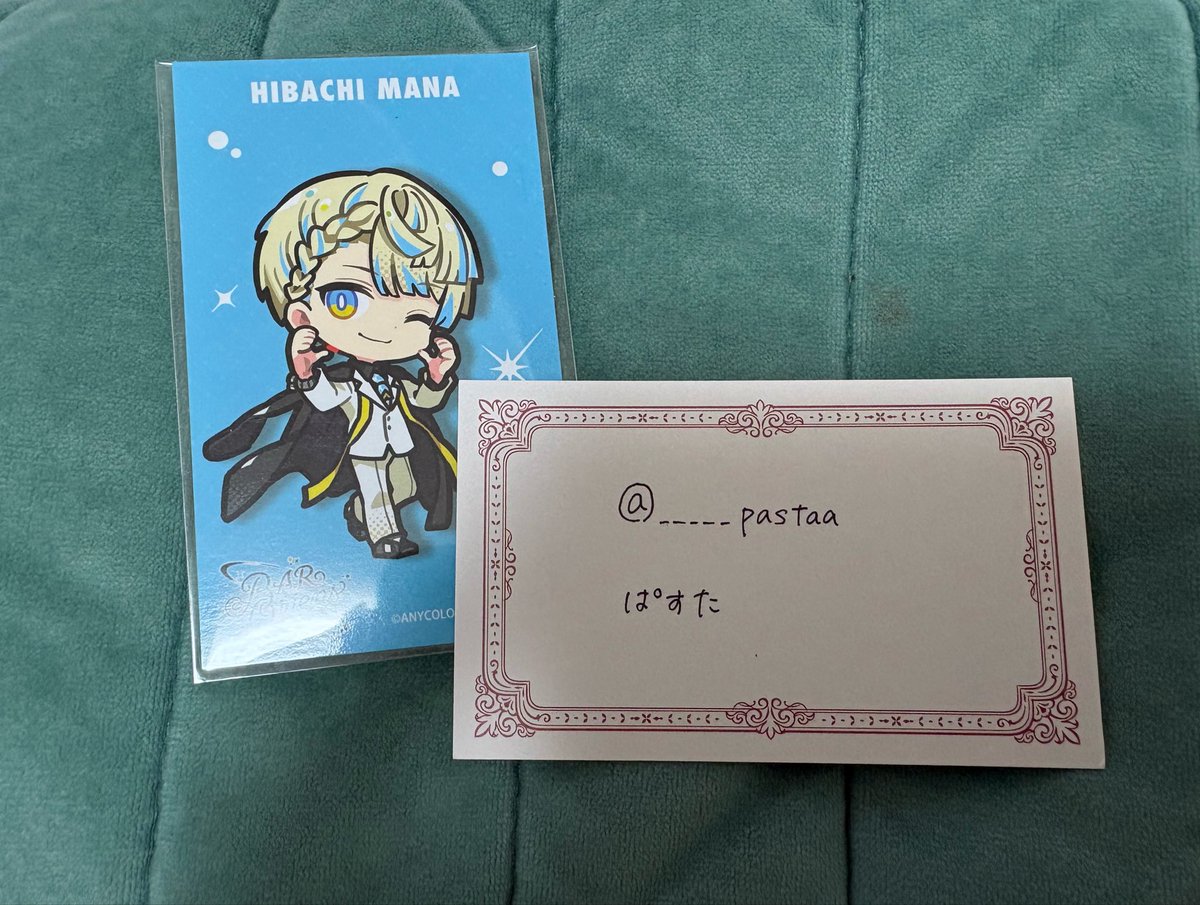 HIBACHI MANA
©ANYCOLO
@_____pastaa
ぱすた